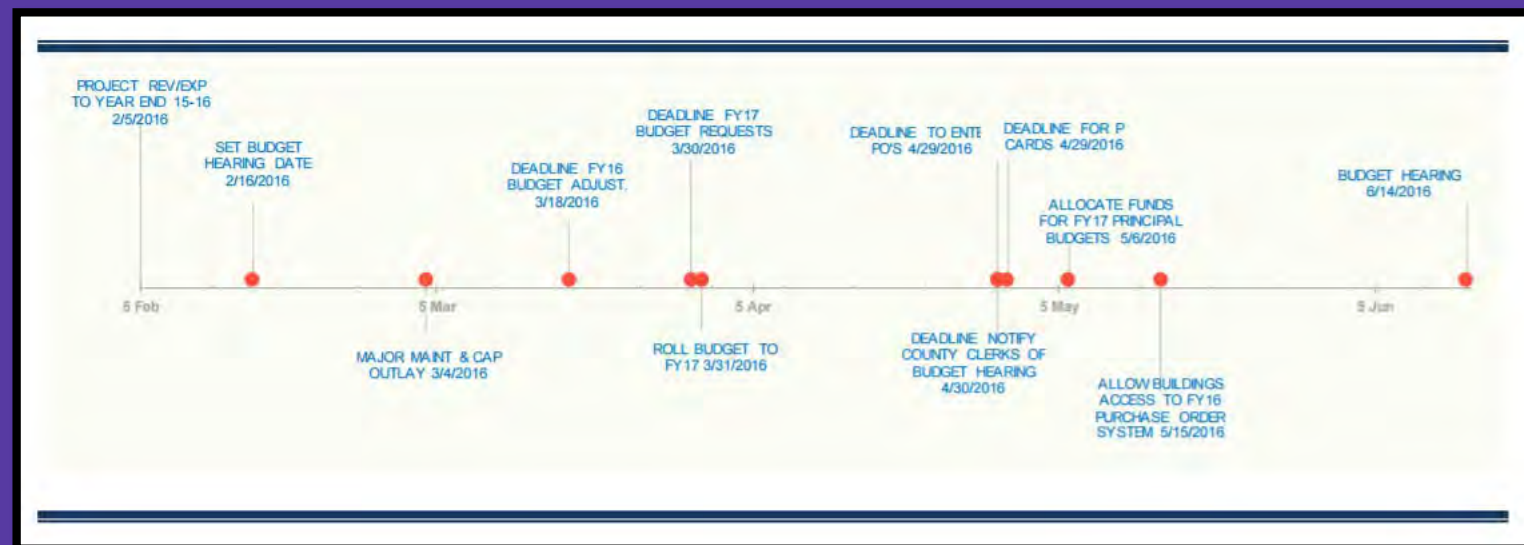 PROJECT REV/EXP
TO YEAR END 15-16
2/5/2016
SET BUDGET
HEARING DATE
2/16/2016
MAJOR MAINT & CAP
OUTLAY 3/4/2016
DEADLINE FY16
BUDGET ADJUST.
3/18/2016
DEADLINE FY17
BUDGET REQUESTS
3/30/2016
ROLL BUDGET TO
FY17 3/31/2016
DEADLINE TO ENTE
PO'S 4/29/2016
DEADLINE FOR P
CARDS 4/29/2016
DEADLINE NOTIFY
COUNTY CLERKS OF
BUDGET HEARING
4/30/2016
ALLOCATE FUNDS
FOR FY17 PRINCIPAL
BUDGETS 5/6/2016
ALLOW BUILDINGS
ACCESS TO FY16
PURCHASE ORDER
SYSTEM 5/15/2016
BUDGET HEARING
6/14/2016
5 Feb
5 Mar
5 Apr
5 May
5 Jun